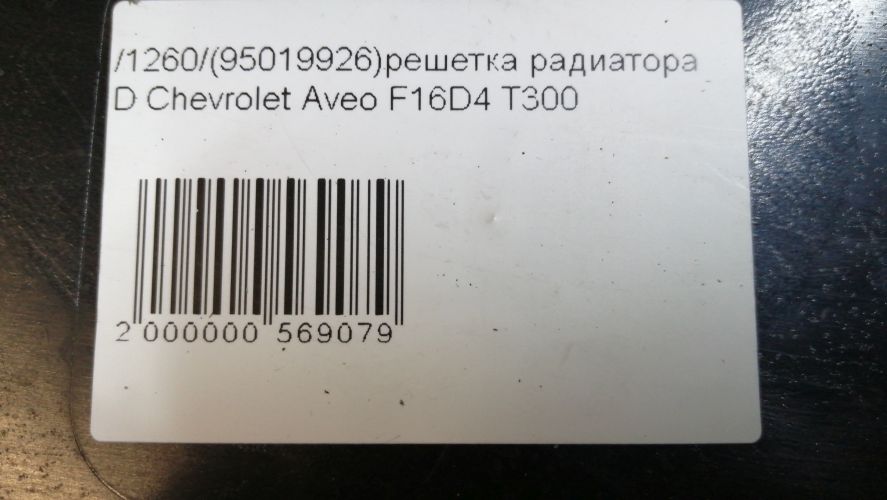 /1260/(95019926)решетка радиатора
D Chevrolet Aveo F16D4 T300
2 000000 569079